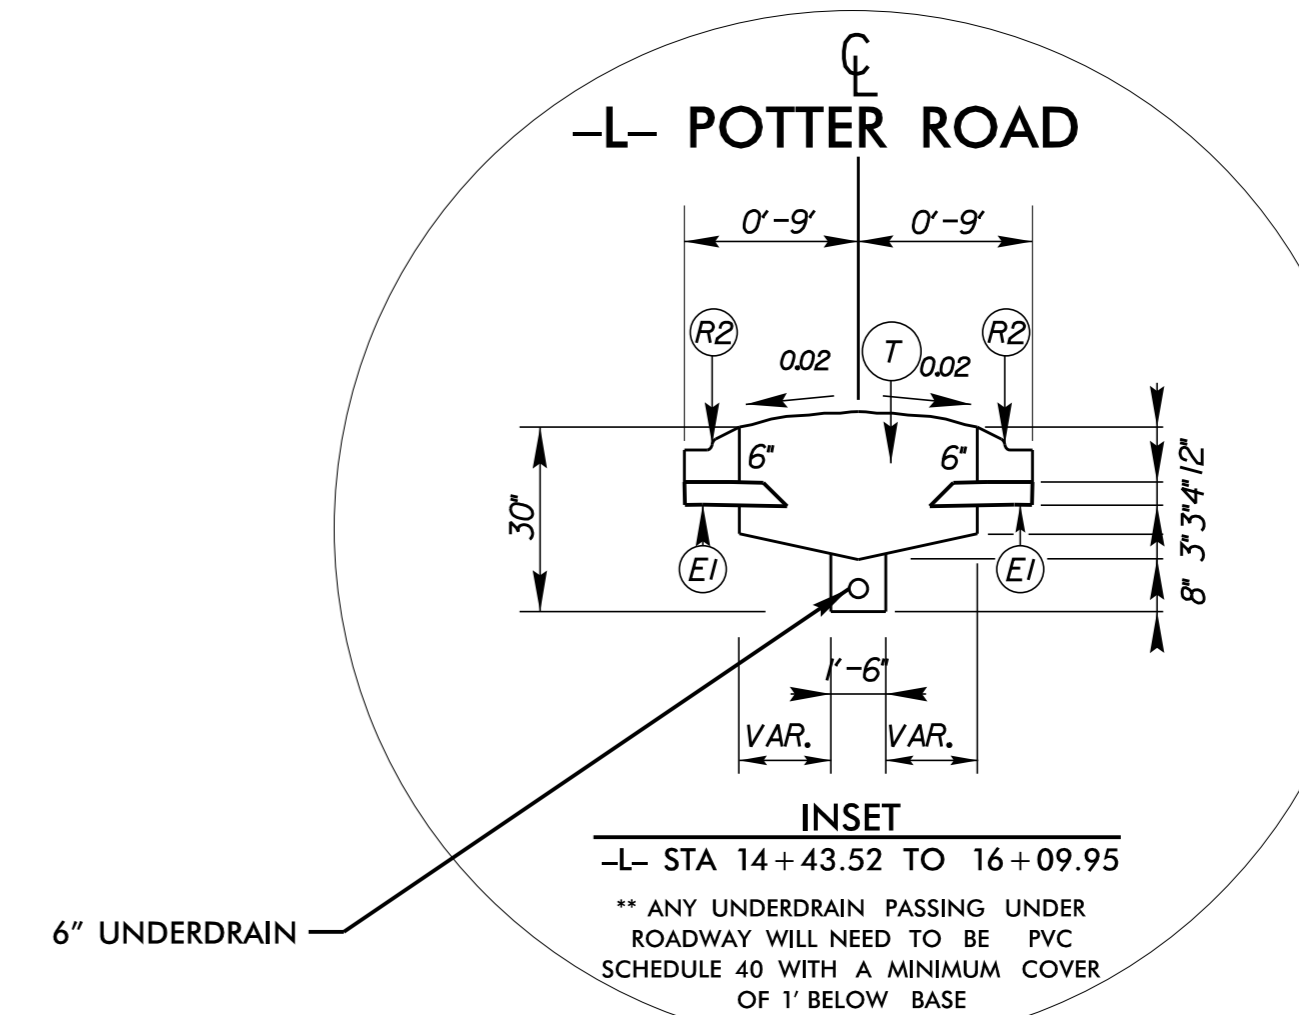 CL
–L– POTTER ROAD
0'-9' 0'-9'
R2 T R2
0.02 0.02
6" 6"
30"
12"
4"
3"
3"
8"
E1 E1
1'-6"
VAR. VAR.
INSET
–L– STA 14+43.52 TO 16+09.95
6" UNDERDRAIN
** ANY UNDERDRAIN PASSING UNDER
ROADWAY WILL NEED TO BE PVC
SCHEDULE 40 WITH A MINIMUM COVER
OF 1' BELOW BASE